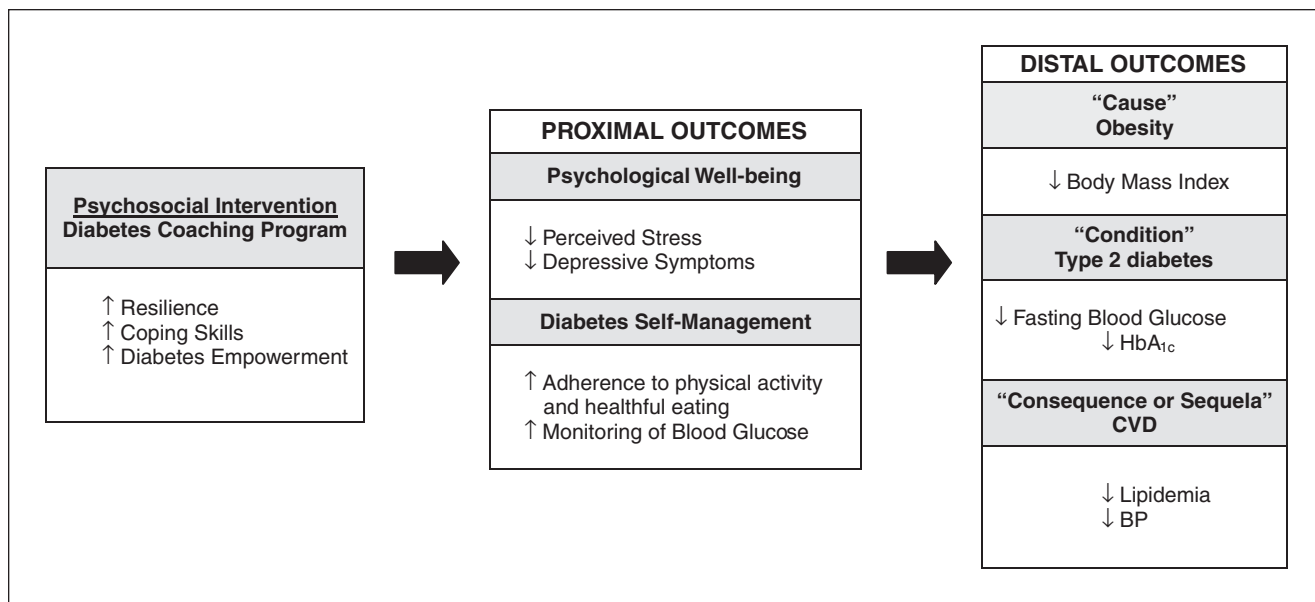 Psychosocial Intervention
Diabetes Coaching Program
↑ Resilience
↑ Coping Skills
↑ Diabetes Empowerment
PROXIMAL OUTCOMES
Psychological Well-being
↓ Perceived Stress
↓ Depressive Symptoms
Diabetes Self-Management
↑ Adherence to physical activity
and healthful eating
↑ Monitoring of Blood Glucose
DISTAL OUTCOMES
“Cause”
Obesity
↓ Body Mass Index
“Condition”
Type 2 diabetes
↓ Fasting Blood Glucose
↓ HbA1c
“Consequence or Sequela”
CVD
↓ Lipidemia
↓ BP